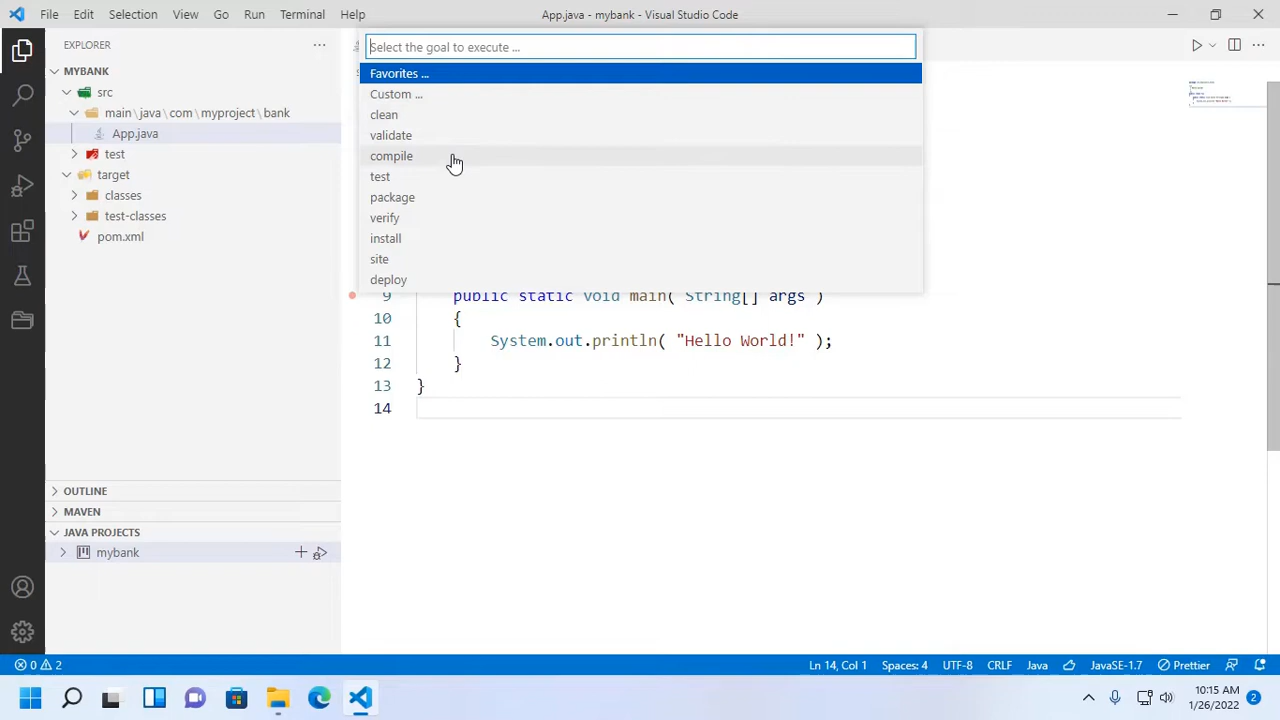 File Edit Selection View Go Run Terminal Help
App.java - mybank - Visual Studio Code
EXPLORER
MYBANK
src
main\java\com\myproject\bank
App.java
test
target
classes
test-classes
pom.xml
OUTLINE
MAVEN
JAVA PROJECTS
mybank
Select the goal to execute ...
Favorites ...
Custom ...
clean
validate
compile
test
package
verify
install
site
deploy
9 public static void main( String[] args )
10 {
11 System.out.println( "Hello World!" );
12 }
13 }
14
0 2
Ln 14, Col 1 Spaces: 4 UTF-8 CRLF Java JavaSE-1.7 Prettier
10:15 AM
1/26/2022
2